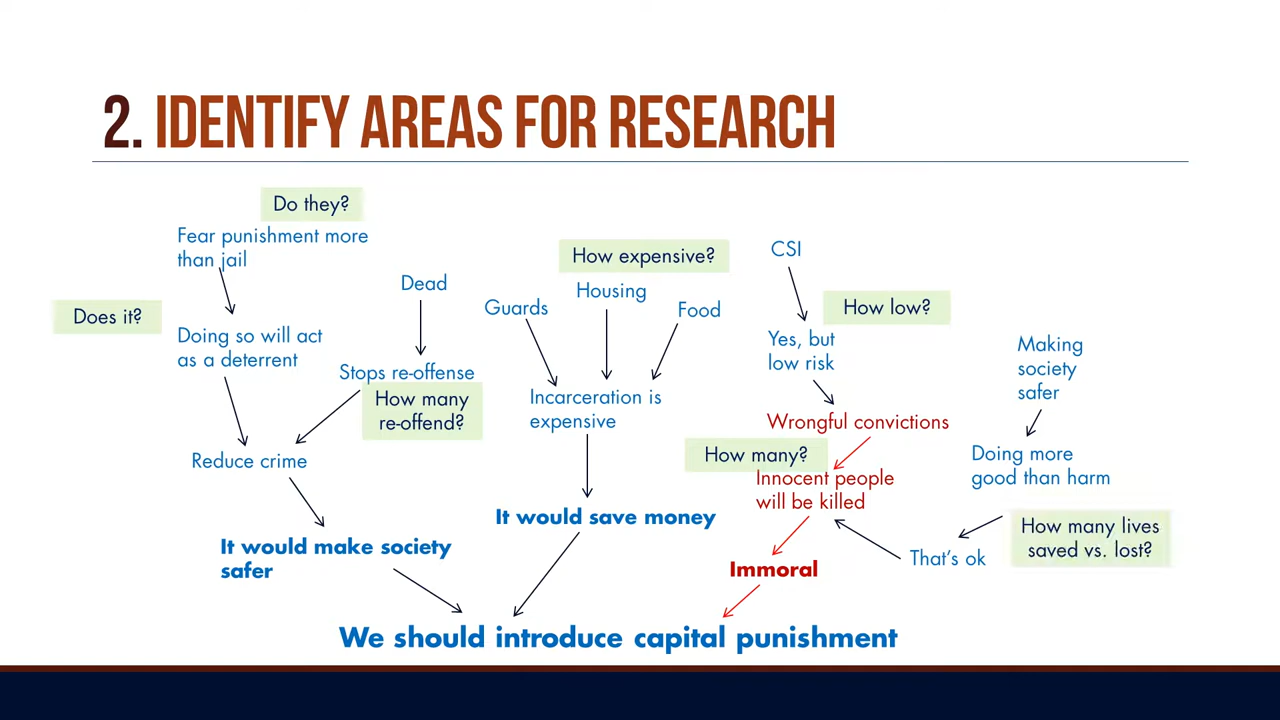 2. IDENTIFY AREAS FOR RESEARCH
Do they?
Fear punishment more
than jail
Does it?
Doing so will act
as a deterrent
Dead
Stops re-offense
How many
re-offend?
Reduce crime
It would make society
safer
How expensive?
Guards
Housing
Food
Incarceration is
expensive
It would save money
CSI
How low?
Yes, but
low risk
Wrongful convictions
How many?
Innocent people
will be killed
Immoral
Making
society
safer
Doing more
good than harm
How many lives
saved vs. lost?
That's ok
We should introduce capital punishment